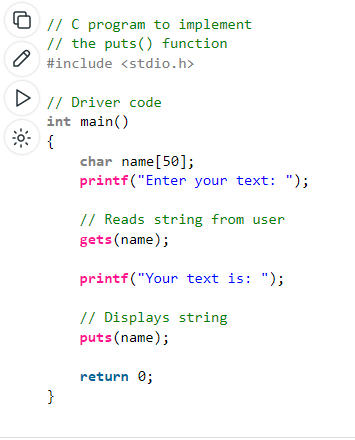 // C program to implement
// the puts() function
#include <stdio.h>
// Driver code
int main()
{
char name[50];
printf("Enter your text: ");
// Reads string from user
gets(name);
printf("Your text is: ");
// Displays string
puts(name);
return 0;
}